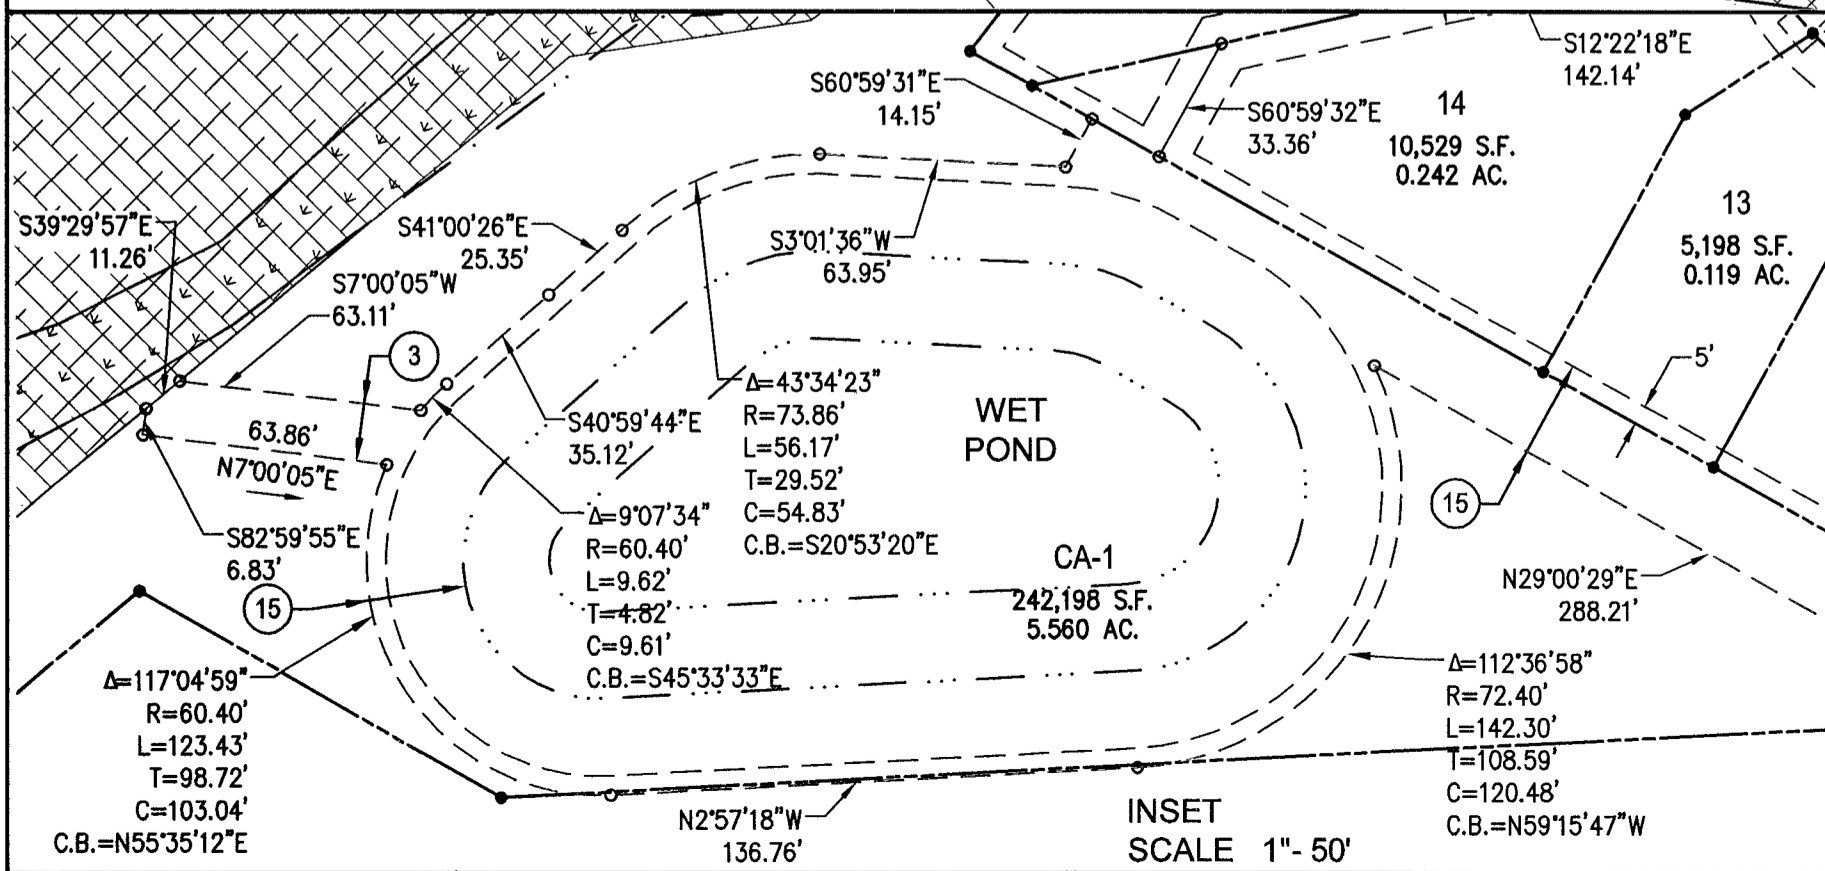 S12°22'18"E
142.14'
S60°59'31"E
14.15'
S60°59'32"E
33.36'
14
10,529 S.F.
0.242 AC.
13
5,198 S.F.
0.119 AC.
S39°29'57"E
11.26'
S41°00'26"E
25.35'
S7°00'05"W
63.11'
S3°01'36"W
63.95'
3
5'
63.86'
N7°00'05"E
S40°59'44"E
35.12'
Δ=43°34'23"
R=73.86'
L=56.17'
T=29.52'
C=54.83'
C.B.=S20°53'20"E
WET
POND
15
S82°59'55"E
6.83'
15
Δ=9°07'34"
R=60.40'
L=9.62'
T=4.82'
C=9.61'
C.B.=S45°33'33"E
CA-1
242,198 S.F.
5.560 AC.
N29°00'29"E
288.21'
Δ=117°04'59"
R=60.40'
L=123.43'
T=98.72'
C=103.04'
C.B.=N55°35'12"E
Δ=112°36'58"
R=72.40'
L=142.30'
T=108.59'
C=120.48'
C.B.=N59°15'47"W
N2°57'18"W
136.76'
INSET
SCALE 1"- 50'